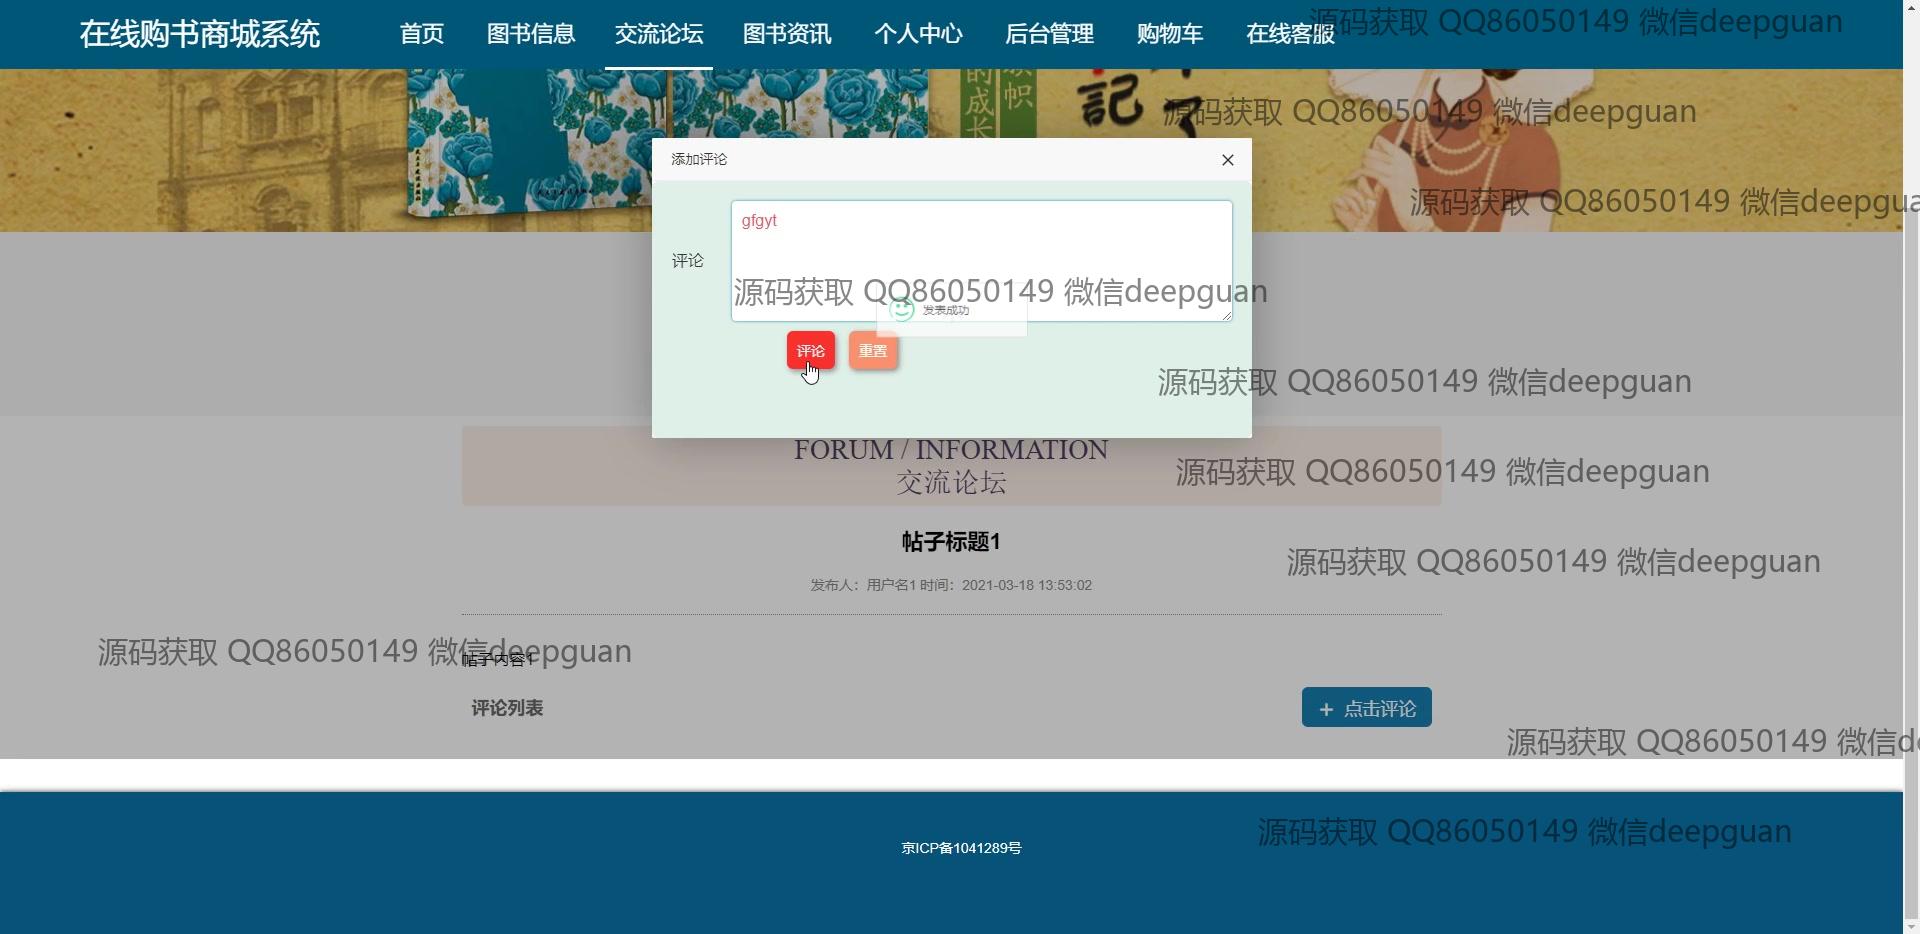 在线购书商城系统
首页 图书信息 交流论坛 图书资讯 个人中心 后台管理 购物车 在线客服
源码获取 QQ86050149 微信deepguan
的成长
帜
記
源码获取 QQ86050149 微信deepguan
添加评论
源码获取 QQ86050149 微信deepgua
gfgyt
评论
源码获取 QQ86050149 微信deepguan
发表成功
评论 重置
源码获取 QQ86050149 微信deepguan
FORUM / INFORMATION
交流论坛
源码获取 QQ86050149 微信deepguan
帖子标题1
源码获取 QQ86050149 微信deepguan
发布人：用户名1 时间：2021-03-18 13:53:02
源码获取 QQ86050149 微信deepguan
帖子内容1
评论列表
+ 点击评论
源码获取 QQ86050149 微信d
源码获取 QQ86050149 微信deepguan
京ICP备1041289号